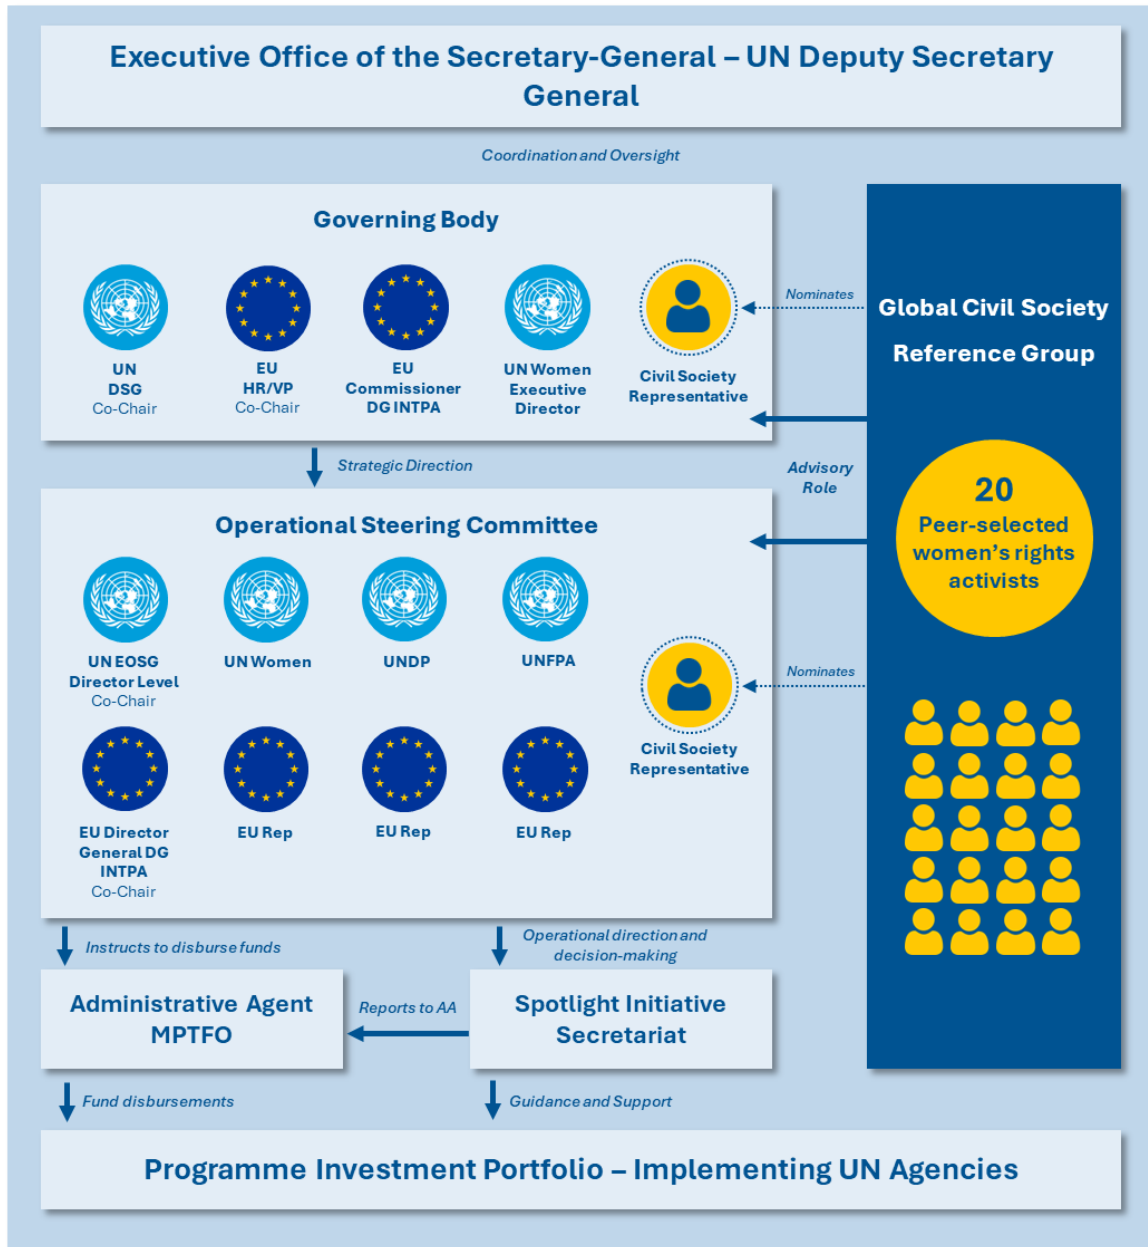 Executive Office of the Secretary-General – UN Deputy Secretary
General
Coordination and Oversight
Governing Body
UN
DSG
Co-Chair
EU
HR/VP
Co-Chair
EU
Commissioner
DG INTPA
UN Women
Executive
Director
Civil Society
Representative
Nominates
Global Civil Society
Reference Group
Strategic Direction
Advisory
Role
20
Peer-selected
women's rights
activists
Operational Steering Committee
UN EOSG
Director Level
Co-Chair
UN Women
UNDP
UNFPA
Civil Society
Representative
Nominates
EU Director
General DG
INTPA
Co-Chair
EU Rep
EU Rep
EU Rep
Instructs to disburse funds
Operational direction and
decision-making
Administrative Agent
MPTFO
Reports to AA
Spotlight Initiative
Secretariat
Fund disbursements
Guidance and Support
Programme Investment Portfolio – Implementing UN Agencies